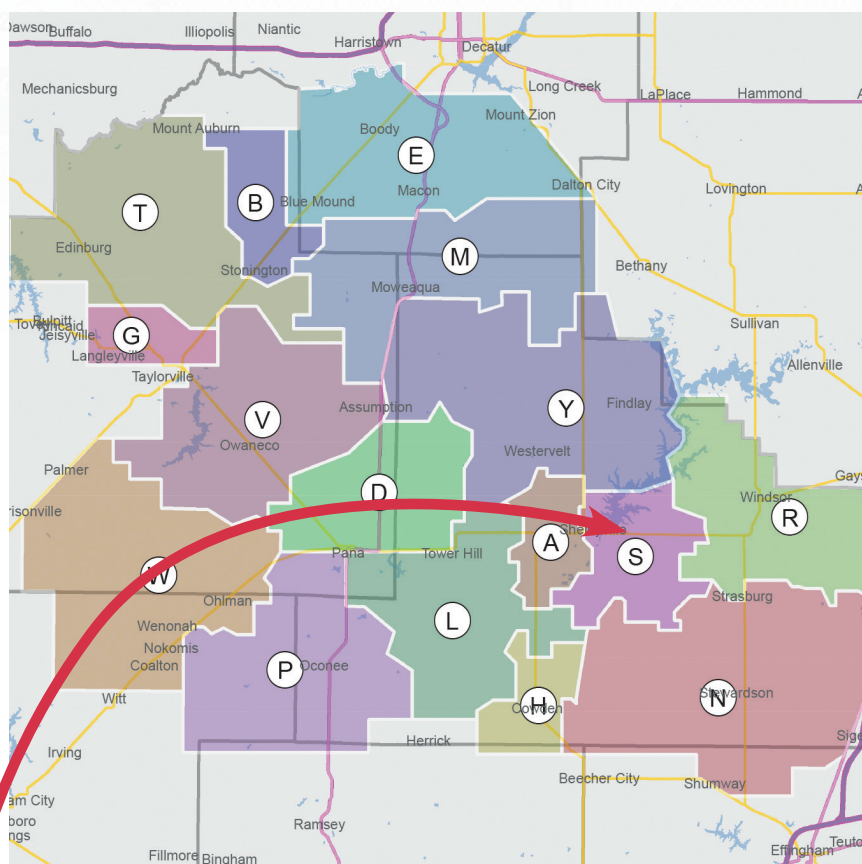 Dawson
Buffalo
Illiopolis
Niantic
Harristown
Decatur
Mechanicsburg
Long Creek
LaPlace
Hammond
Mount Zion
Mount Auburn
Boody
E
Macon
Dalton City
Lovington
T
B
Blue Mound
Edinburg
Stonington
M
Bethany
Moweaqua
Bulpitt
Kincaid
Jeisyville
G
Langleyville
Taylorville
Sullivan
Allenville
V
Assumption
Y
Findlay
Owaneco
Westervelt
Palmer
D
Windsor
R
A
S
Pana
Tower Hill
W
Ohlman
Strasburg
Wenonah
Nokomis
Coalton
L
P
Oconee
Witt
H
Cowden
N
Stewardson
Irving
Herrick
Beecher City
Shumway
Ramsey
Fillmore
Bingham
Effingham